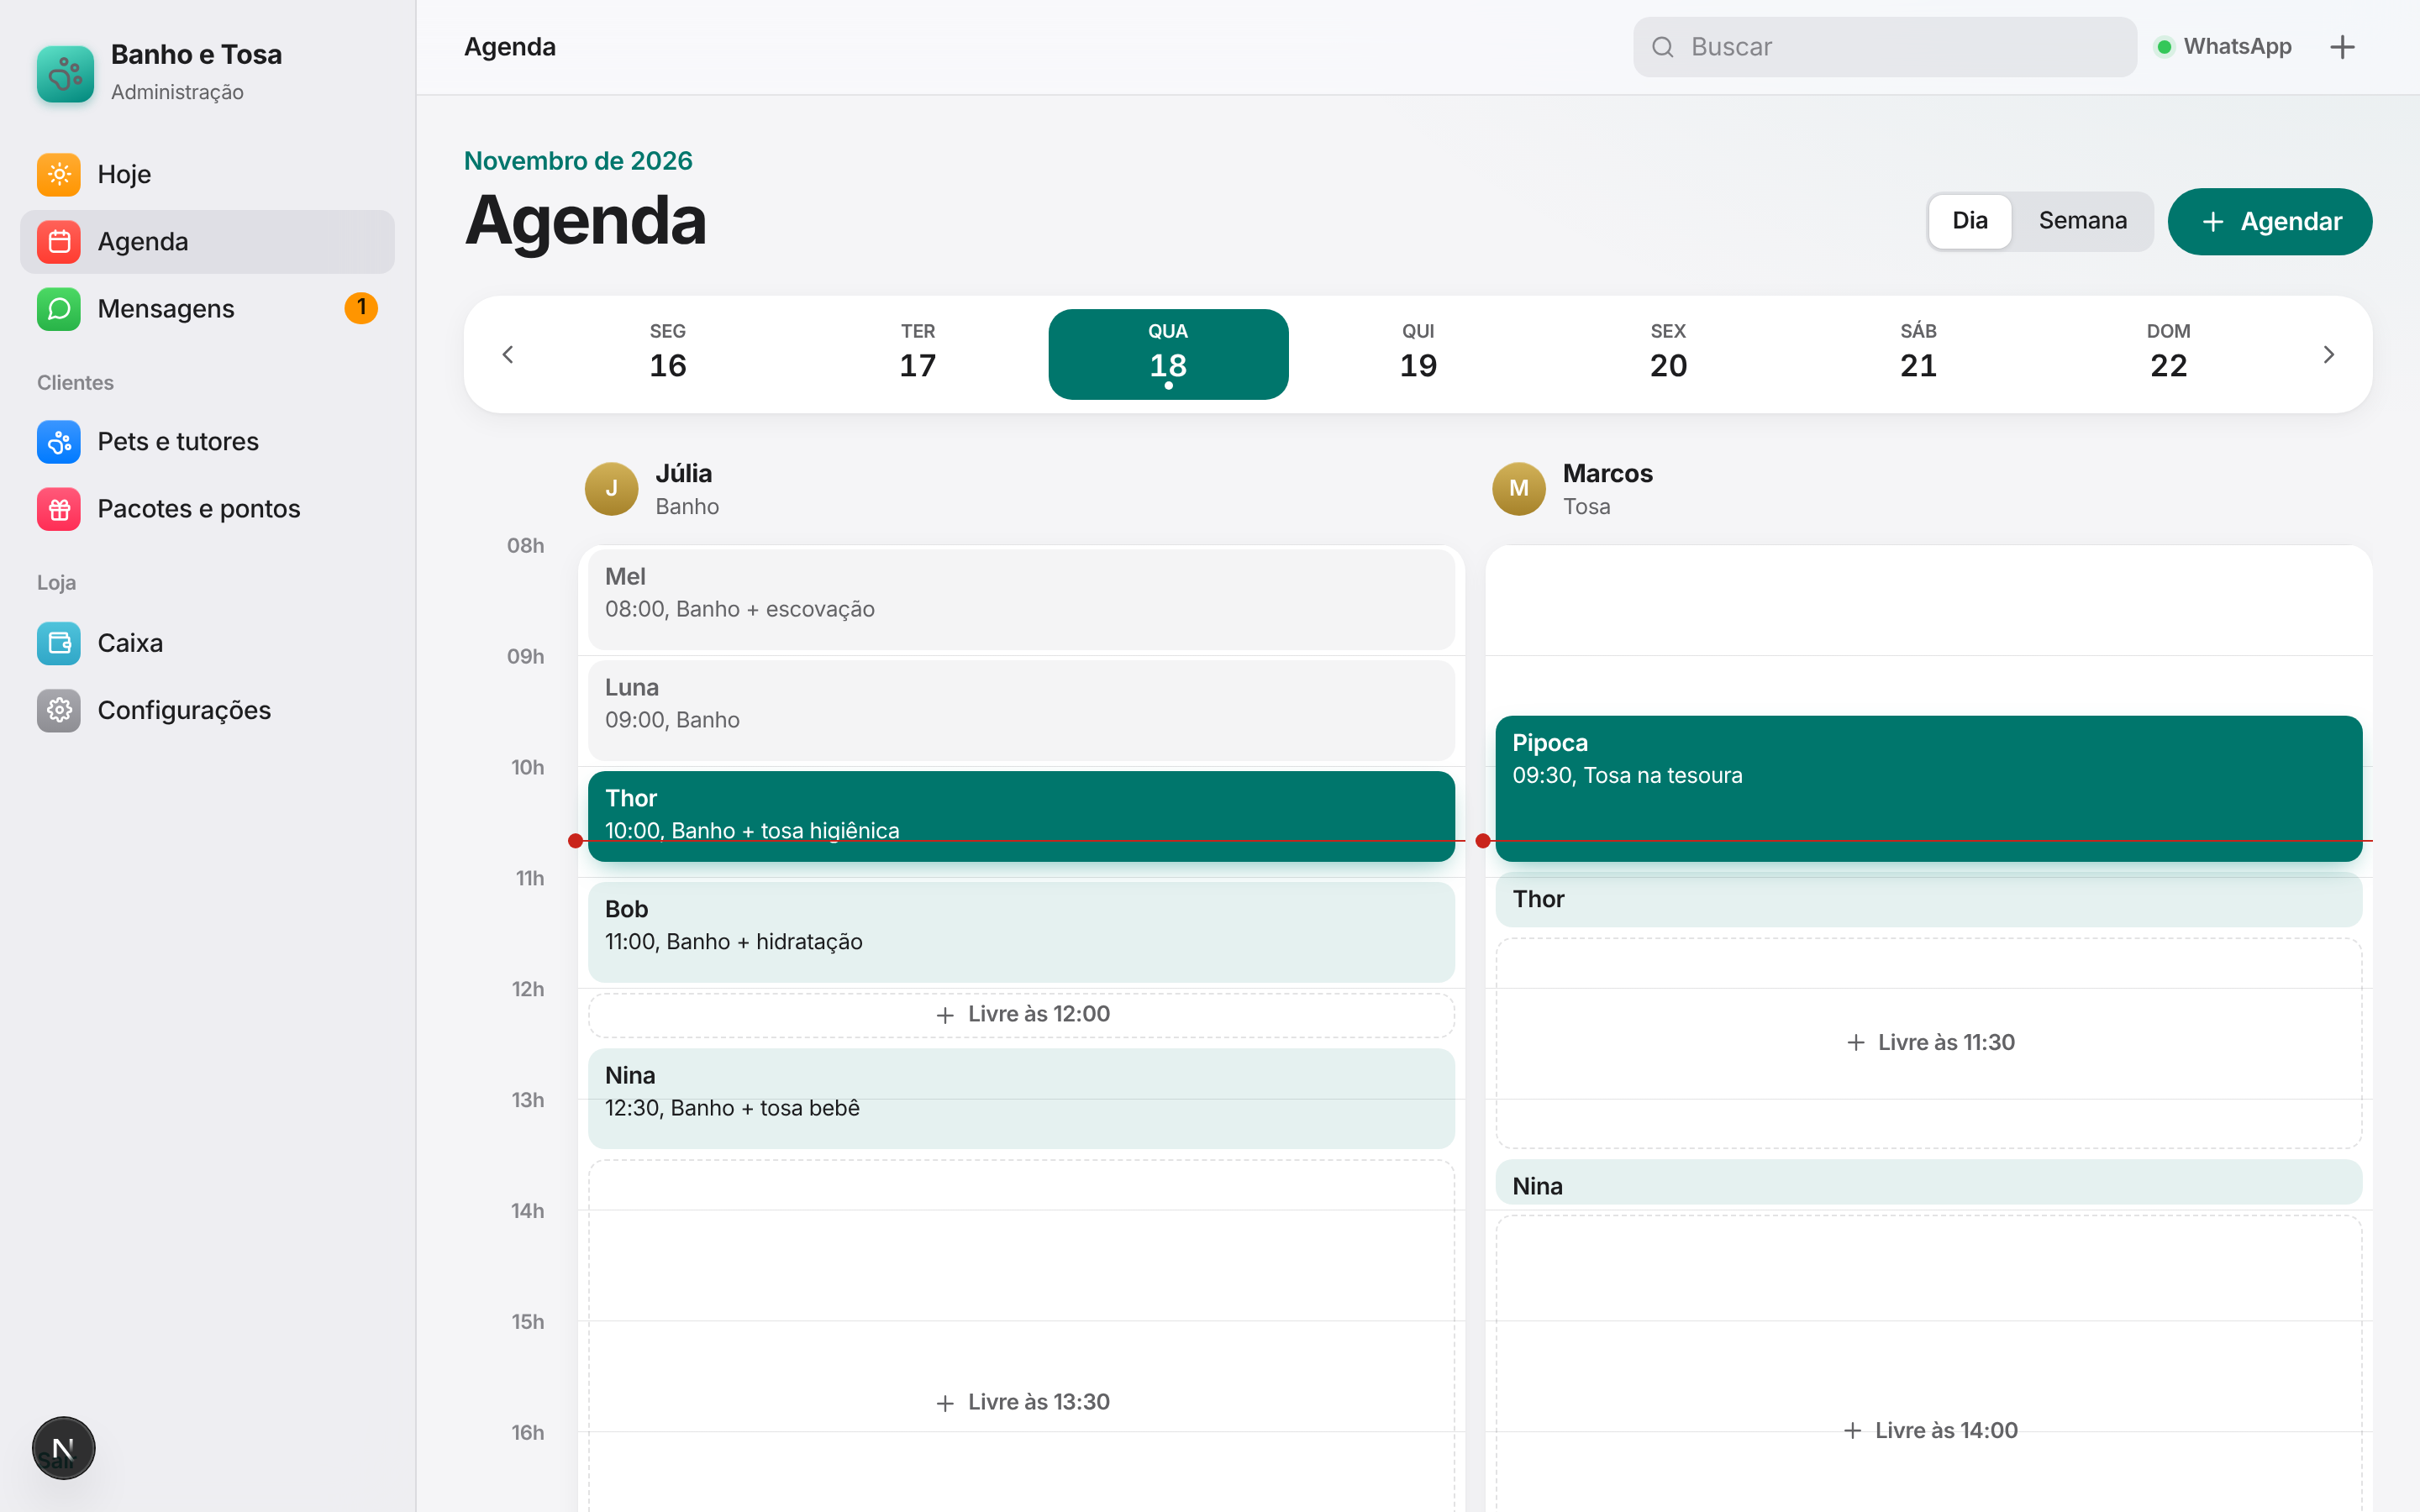 Banho e Tosa
Administração
Hoje
Agenda
Mensagens 1
Clientes
Pets e tutores
Pacotes e pontos
Loja
Caixa
Configurações
Sair
N
Agenda
Buscar
WhatsApp
Novembro de 2026
Agenda
Dia Semana
Agendar
SEG TER QUA QUI SEX SÁB DOM
16 17 18 19 20 21 22
J Júlia
Banho
M Marcos
Tosa
08h
09h
10h
11h
12h
13h
14h
15h
16h
Mel
08:00, Banho + escovação
Luna
09:00, Banho
Thor
10:00, Banho + tosa higiênica
Bob
11:00, Banho + hidratação
Livre às 12:00
Nina
12:30, Banho + tosa bebê
Livre às 13:30
Pipoca
09:30, Tosa na tesoura
Thor
Livre às 11:30
Nina
Livre às 14:00